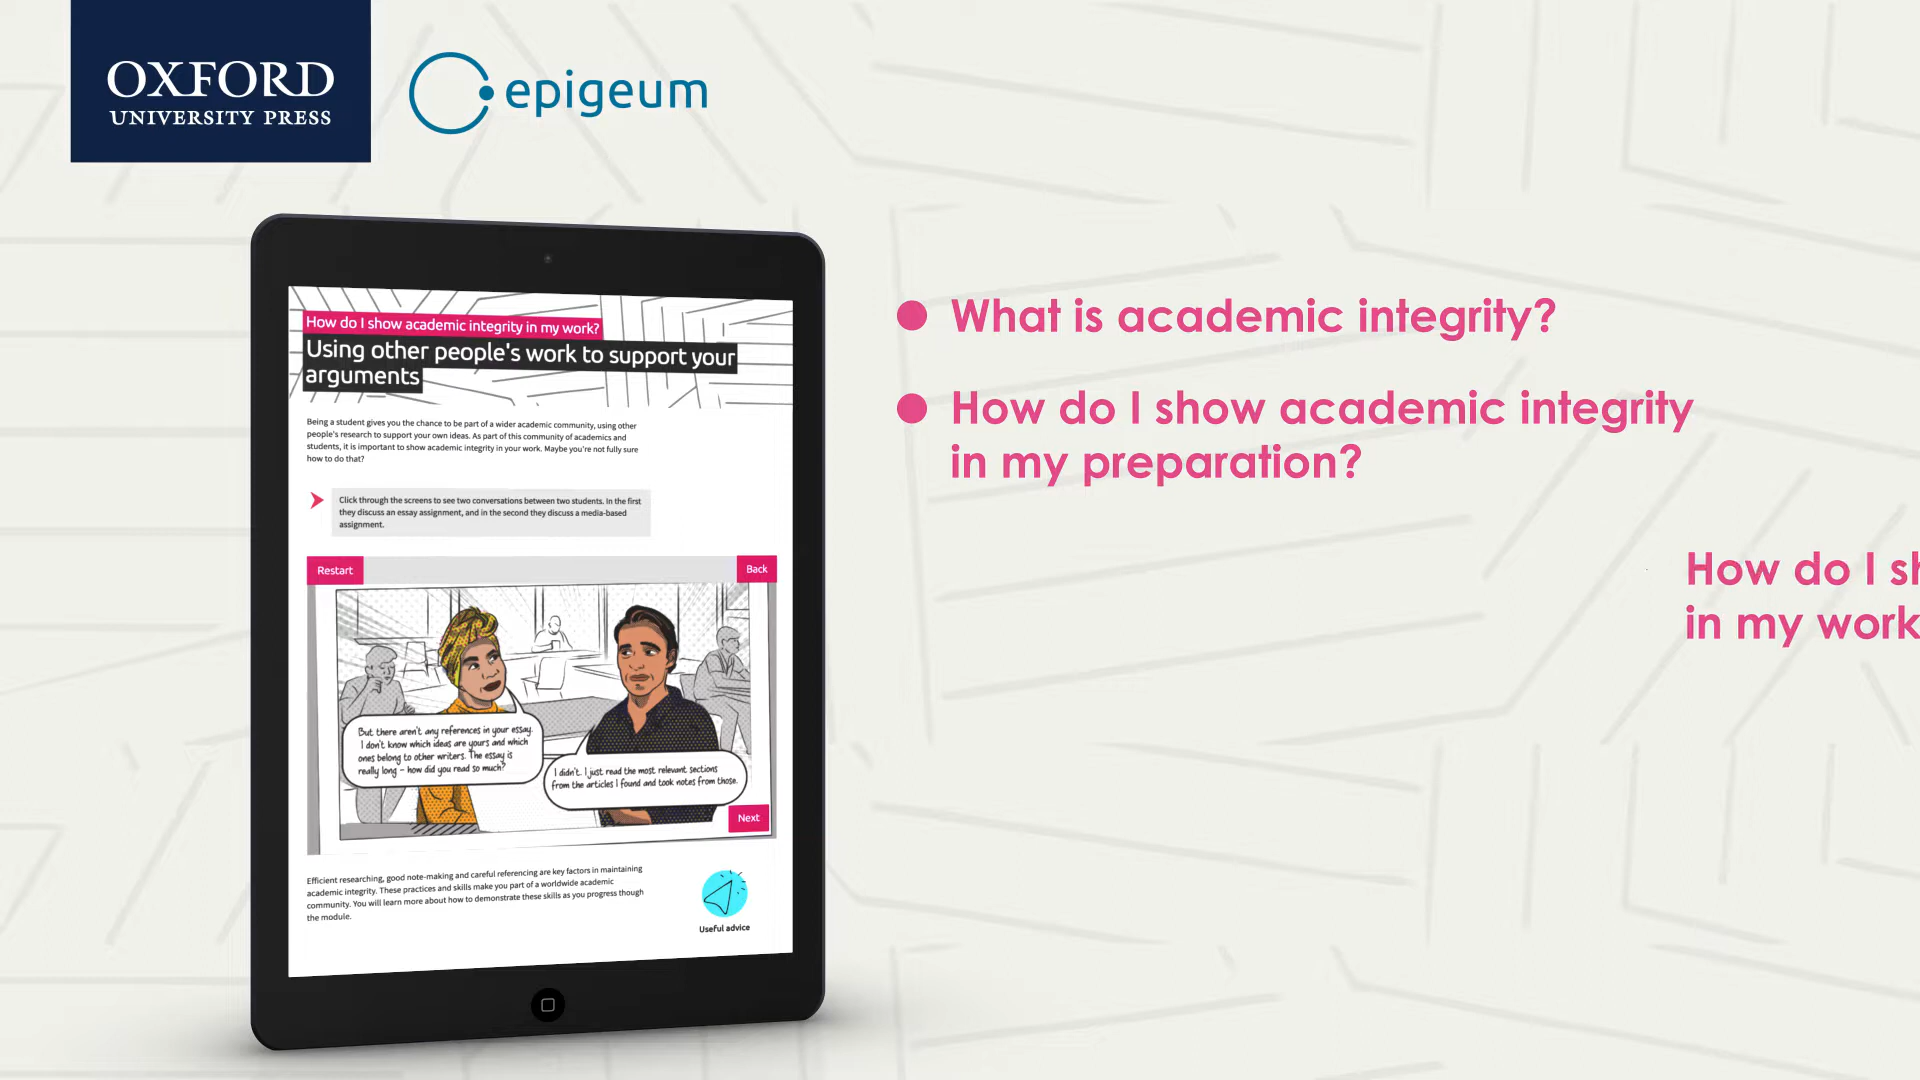 OXFORD
UNIVERSITY PRESS
epigeum
How do I show academic integrity in my work?
Using other people's work to support your
arguments
Being a student gives you the chance to be part of a wider academic community, using other
people's research to support your own ideas. As part of this community of academics and
students, it is important to show academic integrity in your work. Maybe you're not fully sure
how to do that?
Click through the screens to see two conversations between two students. In the first
they discuss an essay assignment, and in the second they discuss a media-based
assignment.
Restart
Back
But there aren't any references in your essay.
I don't know which ideas are yours and which
ones belong to other writers. The essay is
really long – how did you read so much?
I didn't. I just read the most relevant sections
from the articles I found and took notes from those.
Next
Efficient researching, good note-making and careful referencing are key factors in maintaining
academic integrity. These practices and skills make you part of a worldwide academic
community. You will learn more about how to demonstrate these skills as you progress though
the module.
Useful advice
What is academic integrity?
How do I show academic integrity
in my preparation?
How do I sh
in my work